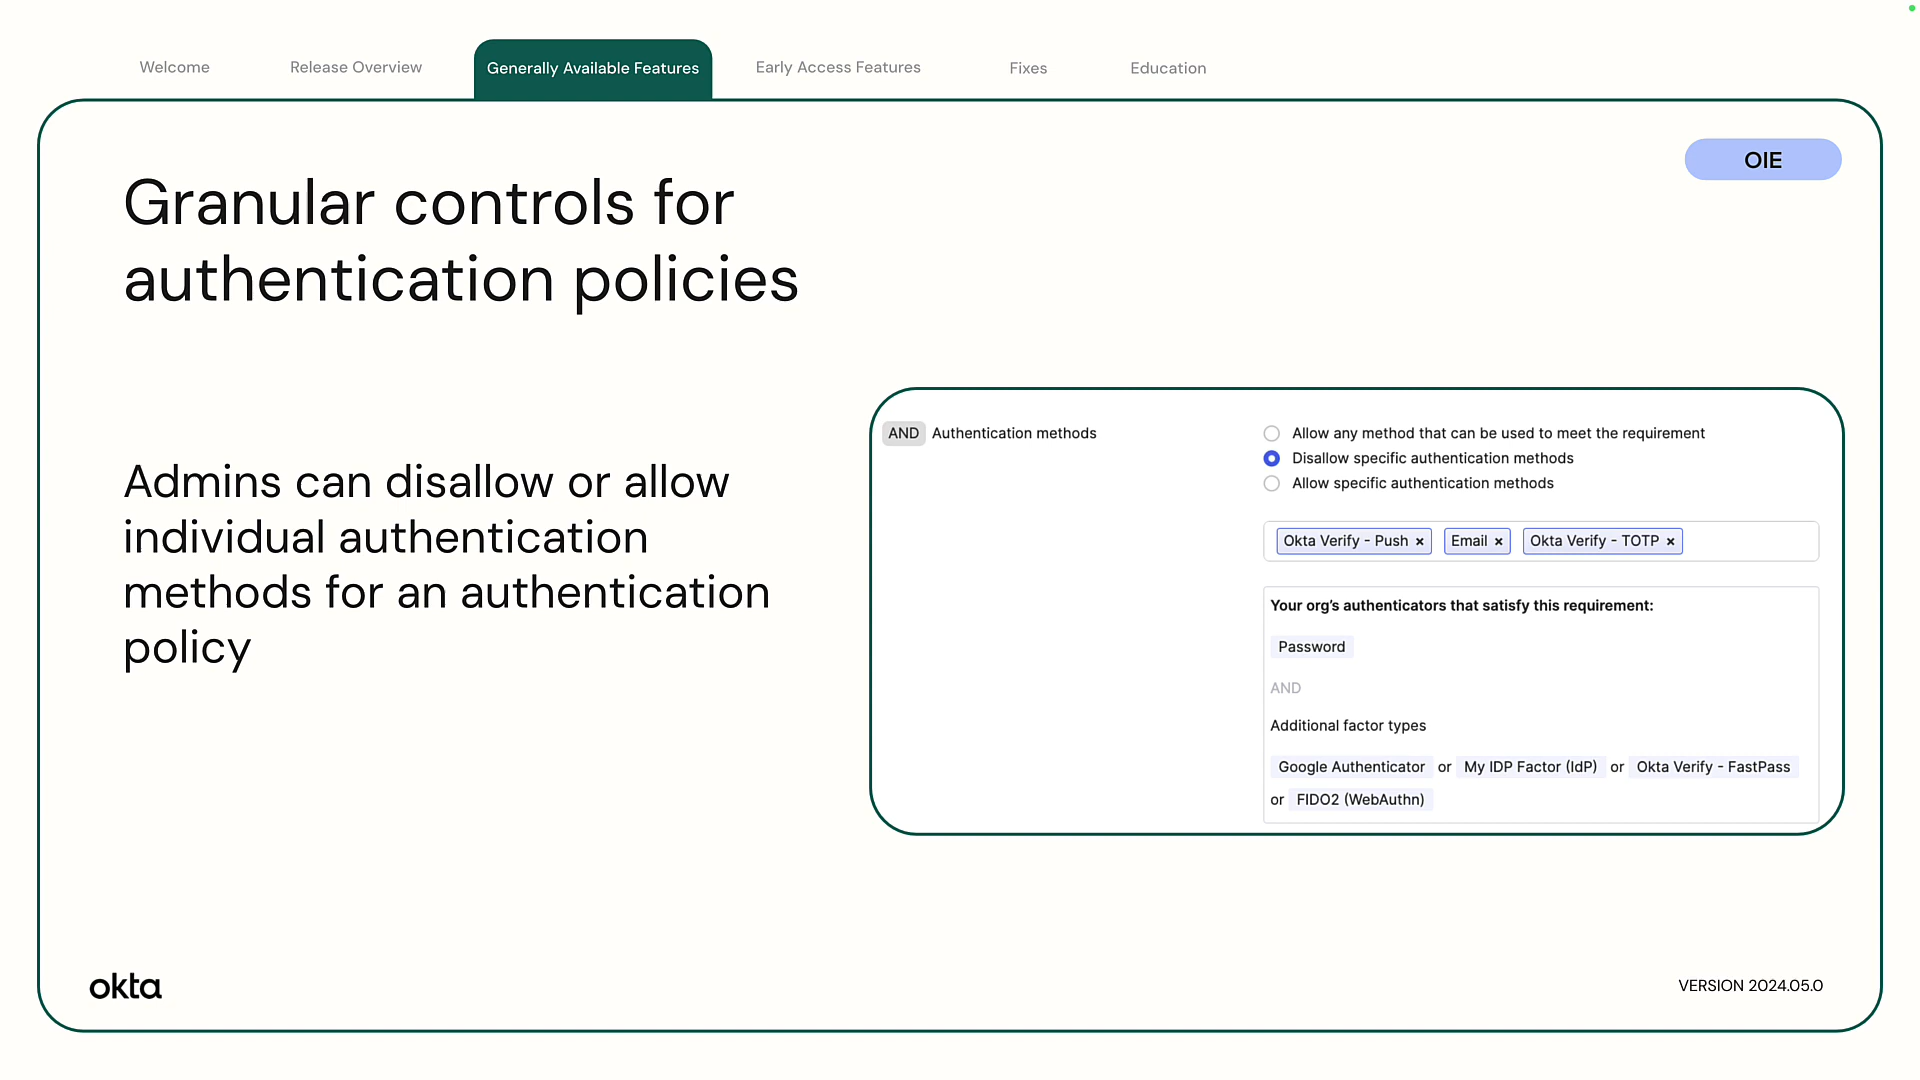 Welcome
Release Overview
Generally Available Features
Early Access Features
Fixes
Education
OIE
Granular controls for
authentication policies
Admins can disallow or allow
individual authentication
methods for an authentication
policy
AND Authentication methods
Allow any method that can be used to meet the requirement
Disallow specific authentication methods
Allow specific authentication methods
Okta Verify - Push × Email × Okta Verify - TOTP ×
Your org’s authenticators that satisfy this requirement:
Password
AND
Additional factor types
Google Authenticator or My IDP Factor (IdP) or Okta Verify - FastPass
or FIDO2 (WebAuthn)
okta
VERSION 2024.05.0